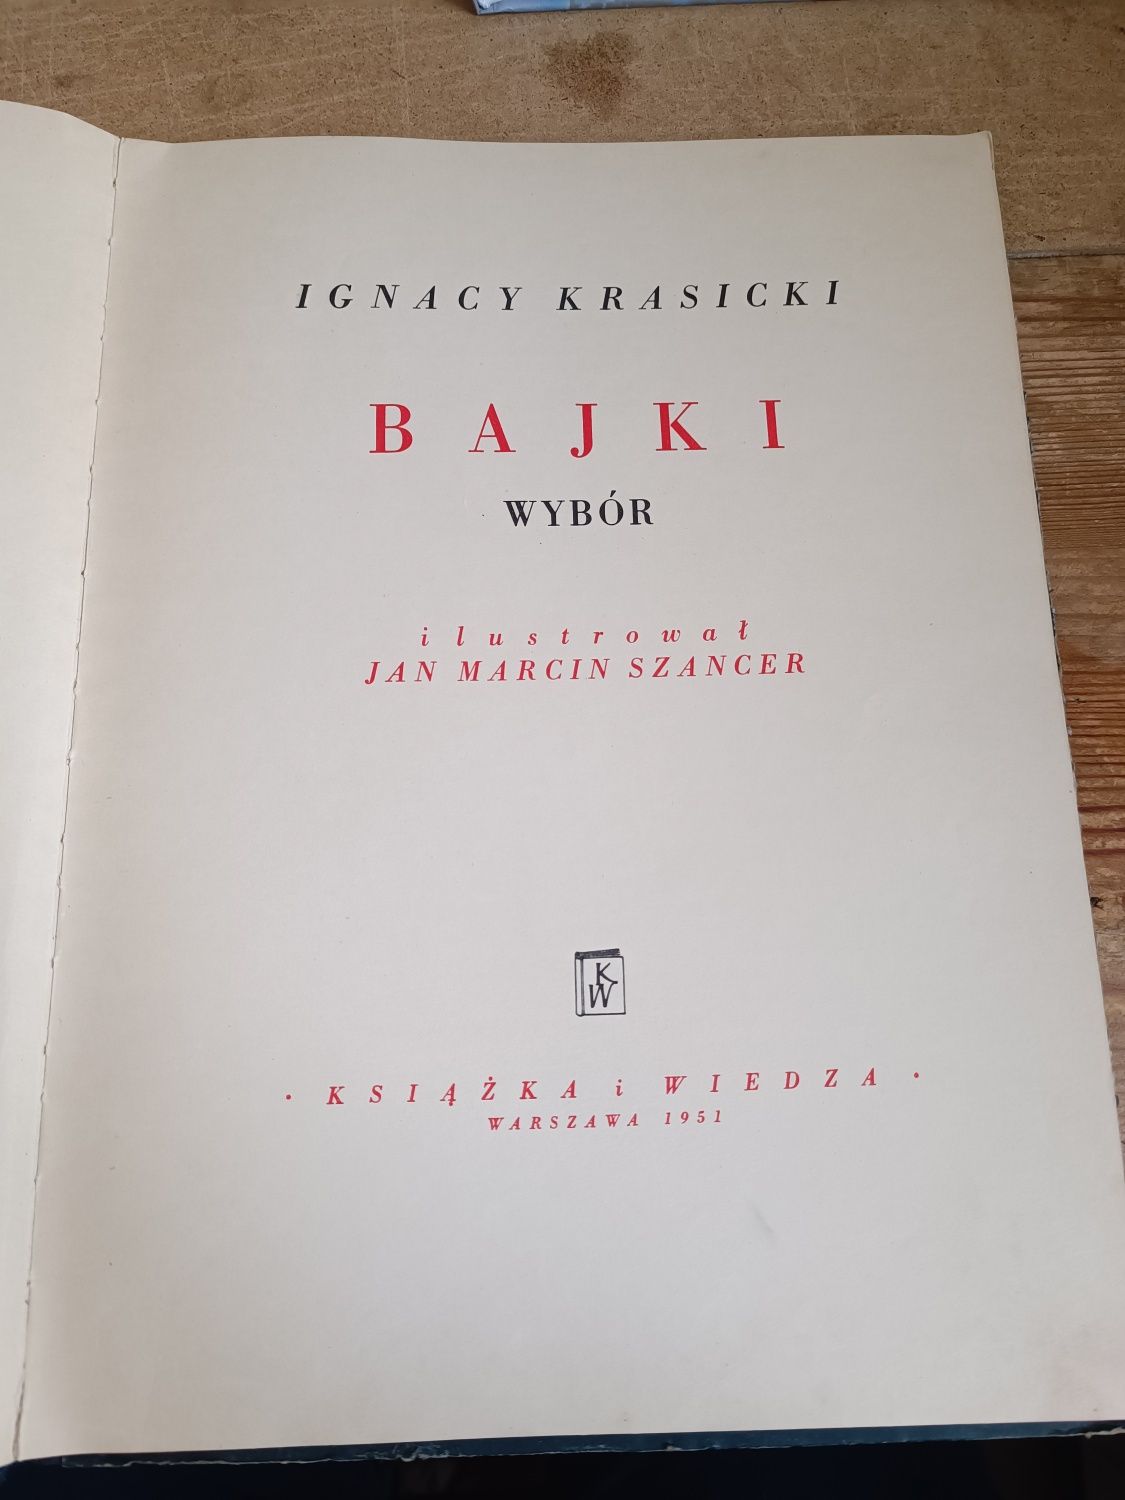 IGNACY KRASICKI
BAJKI
WYBÓR
ilustrował
JAN MARCIN SZANCER
KW
· KSIĄŻKA i WIEDZA ·
WARSZAWA 1951